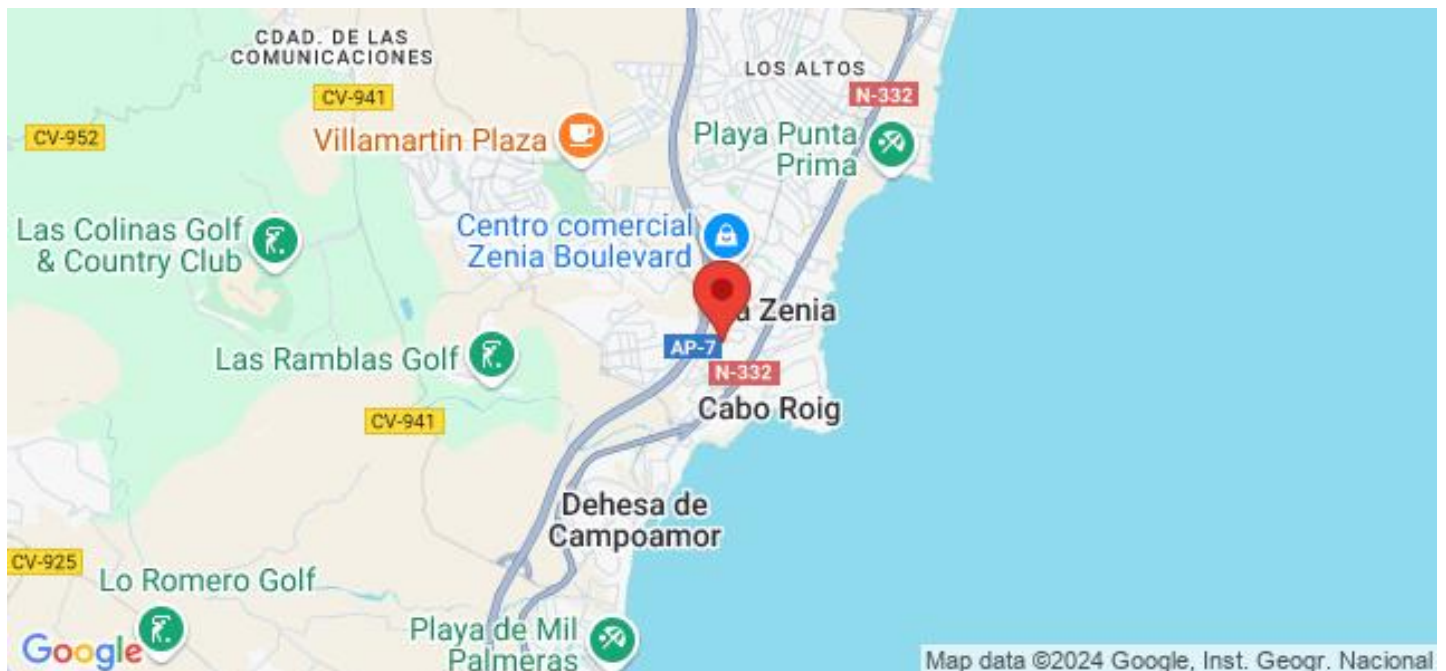 CDAD. DE LAS
COMUNICACIONES
LOS ALTOS
CV-941
N-332
CV-952
Villamartin Plaza
Playa Punta
Prima
Centro comercial
Zenia Boulevard
Las Colinas Golf
& Country Club
a Zenia
AP-7
Las Ramblas Golf
N-332
Cabo Roig
CV-941
Dehesa de
Campoamor
CV-925
Lo Romero Golf
Playa de Mil
Palmeras
Google
Map data ©2024 Google, Inst. Geogr. Nacional